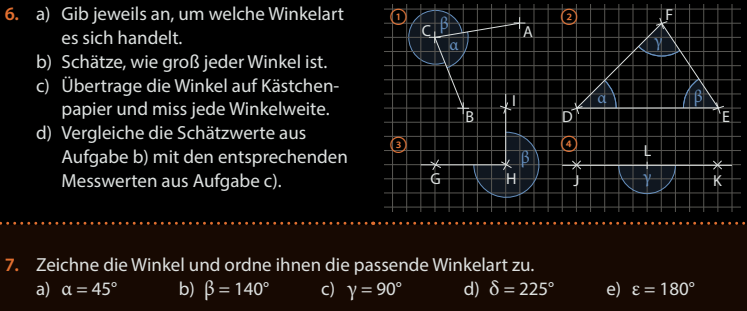 6. a) Gib jeweils an, um welche Winkelart
es sich handelt.
b) Schätze, wie groß jeder Winkel ist.
c) Übertrage die Winkel auf Kästchen-
papier und miss jede Winkelweite.
d) Vergleiche die Schätzwerte aus
Aufgabe b) mit den entsprechenden
Messwerten aus Aufgabe c).
1
C
β
α
A
B
2
F
γ
α
β
D
E
3
I
β
G
H
4
L
J
γ
K
7. Zeichne die Winkel und ordne ihnen die passende Winkelart zu.
a) α = 45° b) β = 140° c) γ = 90° d) δ = 225° e) ε = 180°